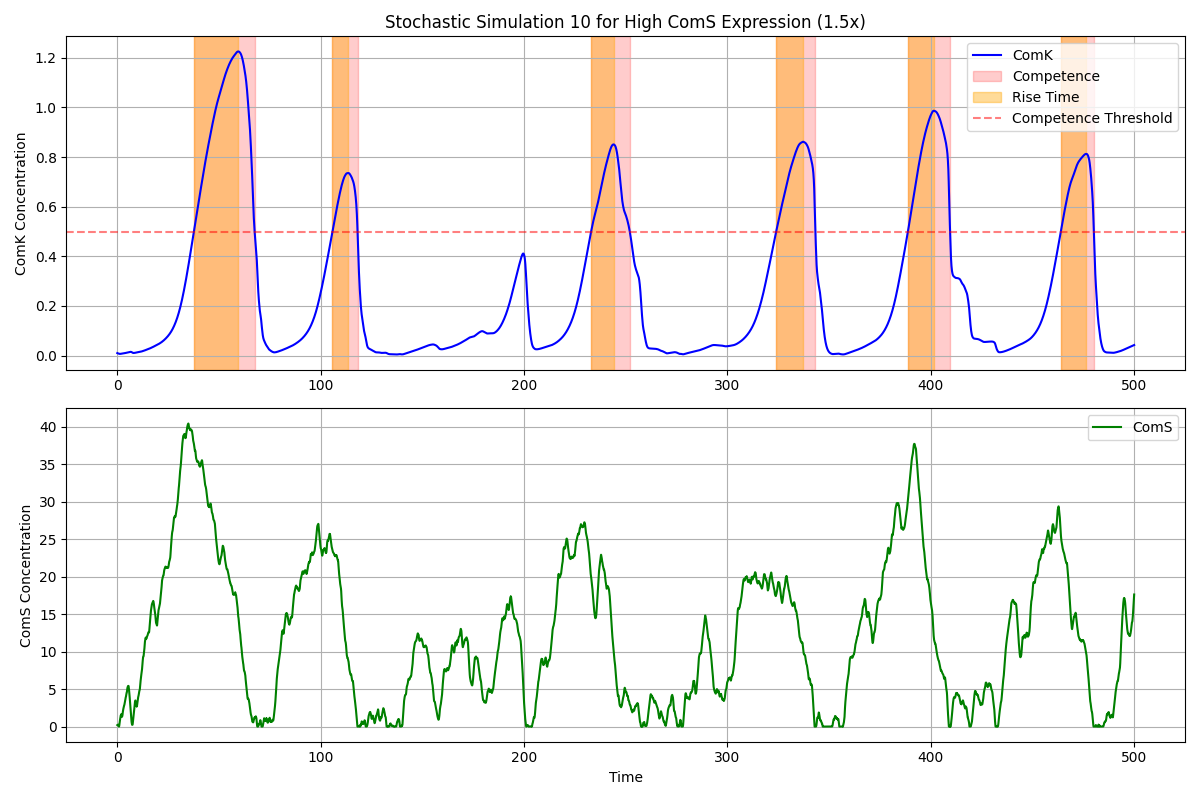 Stochastic Simulation 10 for High ComS Expression (1.5x)
ComK Concentration
1.2
1.0
0.8
0.6
0.4
0.2
0.0
ComK
Competence
Rise Time
Competence Threshold
0 100 200 300 400 500
ComS Concentration
40
35
30
25
20
15
10
5
0
ComS
0 100 200 300 400 500
Time